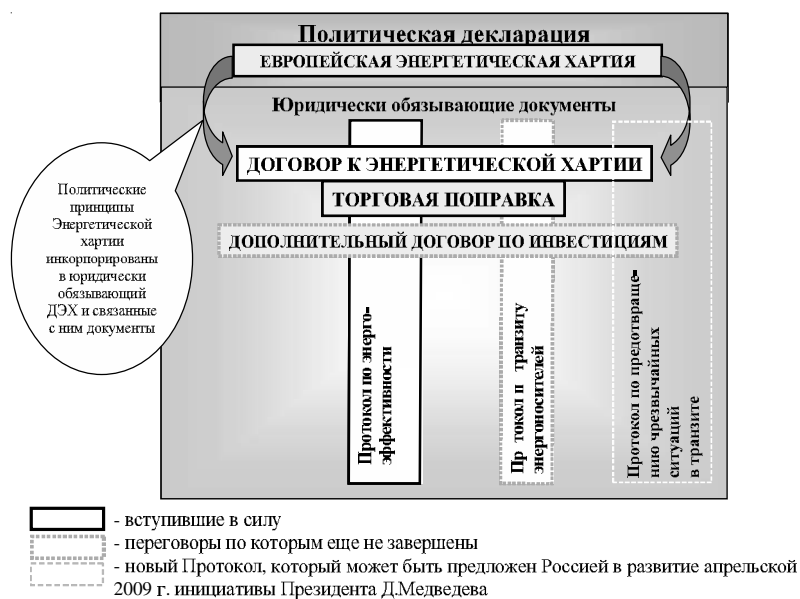 Политическая декларация
ЕВРОПЕЙСКАЯ ЭНЕРГЕТИЧЕСКАЯ ХАРТИЯ
Юридически обязывающие документы
ДОГОВОР К ЭНЕРГЕТИЧЕСКОЙ ХАРТИИ
ТОРГОВАЯ ПОПРАВКА
ДОПОЛНИТЕЛЬНЫЙ ДОГОВОР ПО ИНВЕСТИЦИЯМ
Политические
принципы
Энергетической
хартии
инкорпорированы
в юридически
обязывающий
ДЭХ и связанные
с ним документы
Протокол по энерго-
эффективности
Пр токол п транзиту
энергоносителей
Протокол по предотвраще-
нию чрезвычайных
ситуаций
в транзите
- вступившие в силу
- переговоры по которым еще не завершены
- новый Протокол, который может быть предложен Россией в развитие апрельской
2009 г. инициативы Президента Д.Медведева